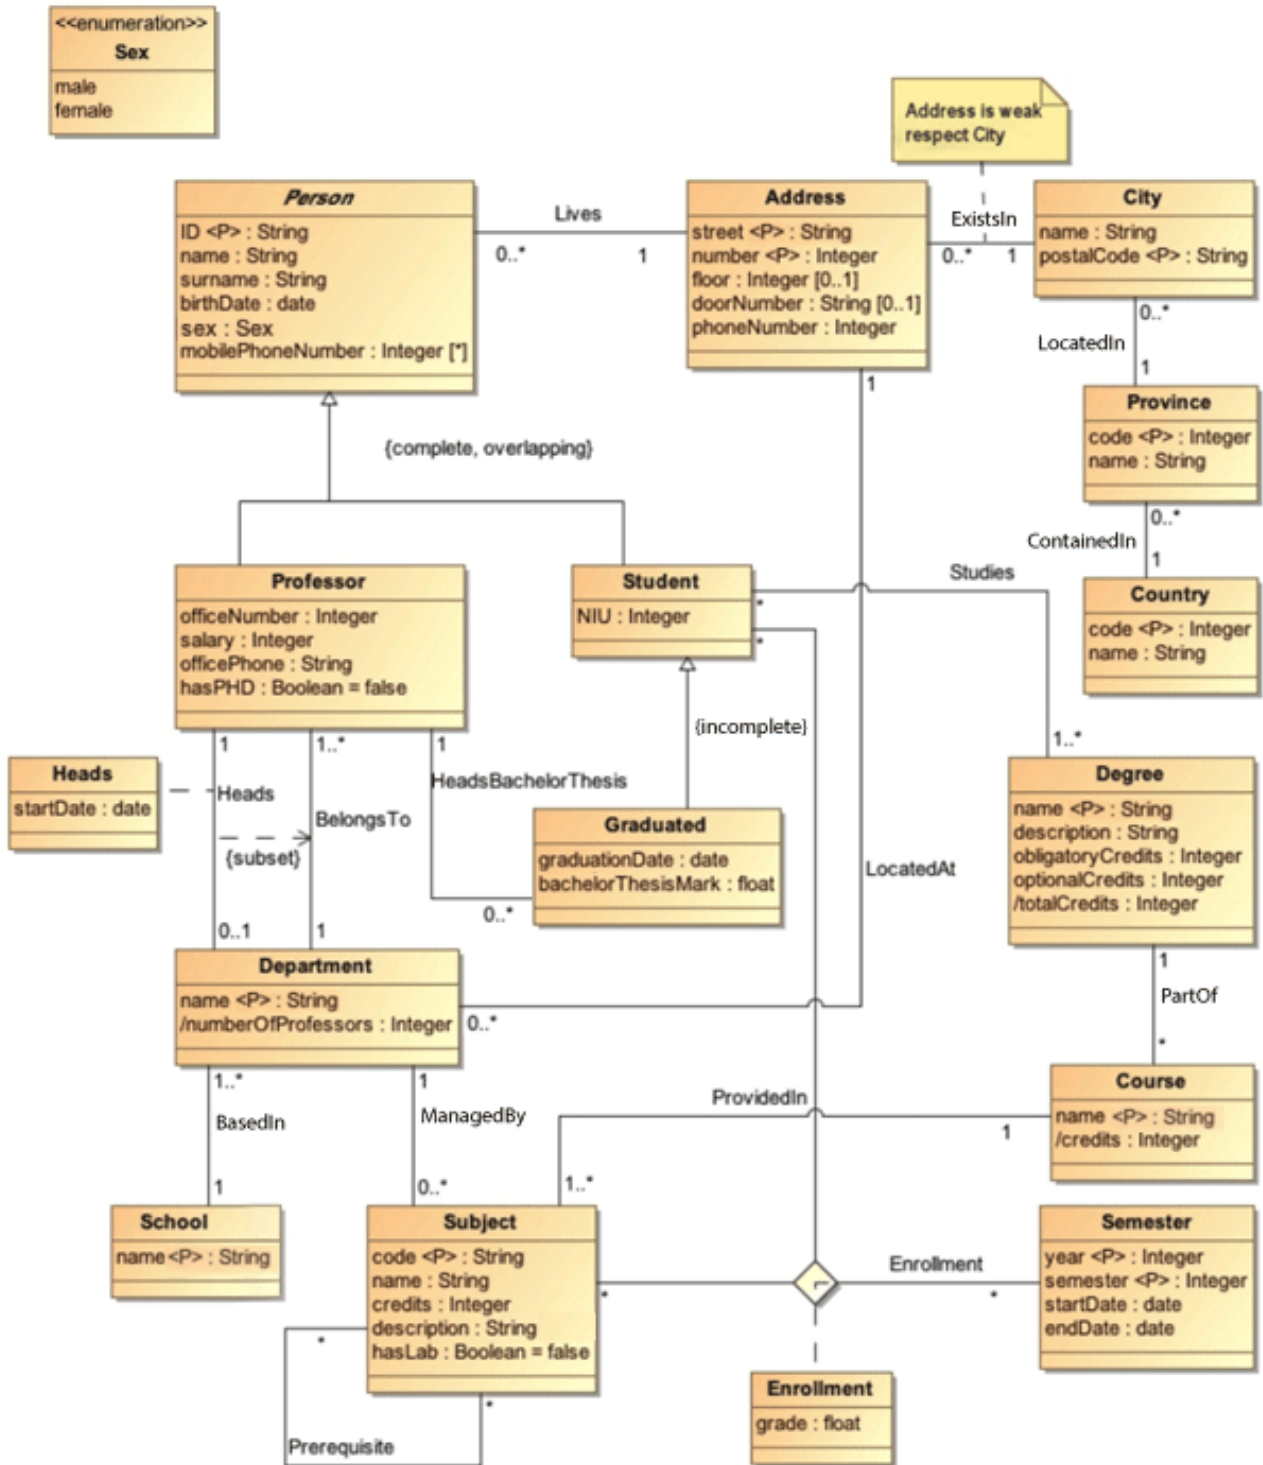 <<enumeration>>
Sex
male
female
Address is weak
respect City
Person
ID <P> : String
name : String
surname : String
birthDate : date
sex : Sex
mobilePhoneNumber : Integer [*]
Lives
0..*
1
Address
street <P> : String
number <P> : Integer
floor : Integer [0..1]
doorNumber : String [0..1]
phoneNumber : Integer
ExistsIn
0..*
1
City
name : String
postalCode <P> : String
0..*
LocatedIn
1
Province
code <P> : Integer
name : String
0..*
ContainedIn
1
Country
code <P> : Integer
name : String
{complete, overlapping}
1
Professor
officeNumber : Integer
salary : Integer
officePhone : String
hasPHD : Boolean = false
Student
NIU : Integer
*
*
Studies
1..*
{incomplete}
Heads
startDate : date
1
Heads
1..*
BelongsTo
{subset}
1
HeadsBachelorThesis
0..*
0..1
1
Graduated
graduationDate : date
bachelorThesisMark : float
LocatedAt
Degree
name <P> : String
description : String
obligatoryCredits : Integer
optionalCredits : Integer
/totalCredits : Integer
1
PartOf
*
Department
name <P> : String
/numberOfProfessors : Integer
0..*
1..*
BasedIn
1
1
ManagedBy
0..*
ProvidedIn
1
1..*
Course
name <P> : String
/credits : Integer
School
name<P> : String
Subject
code <P> : String
name : String
credits : Integer
description : String
hasLab : Boolean = false
*
*
*
Prerequisite
Enrollment
*
Semester
year <P> : Integer
semester <P> : Integer
startDate : date
endDate : date
Enrollment
grade : float